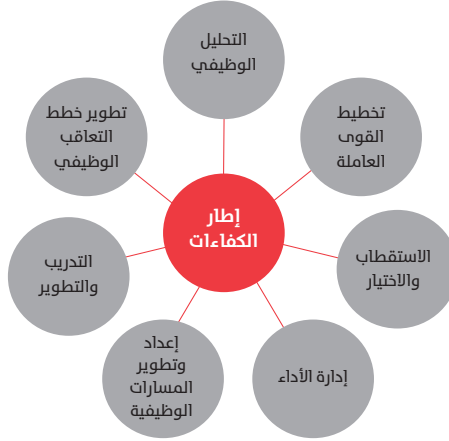 التحليل
الوظيفي
تخطيط
القوى
العاملة
الاستقطاب
والاختيار
إدارة الأداء
إعداد
وتطوير
المسارات
الوظيفية
التدريب
والتطوير
تطوير خطط
التعاقب
الوظيفي
إطار
الكفاءات